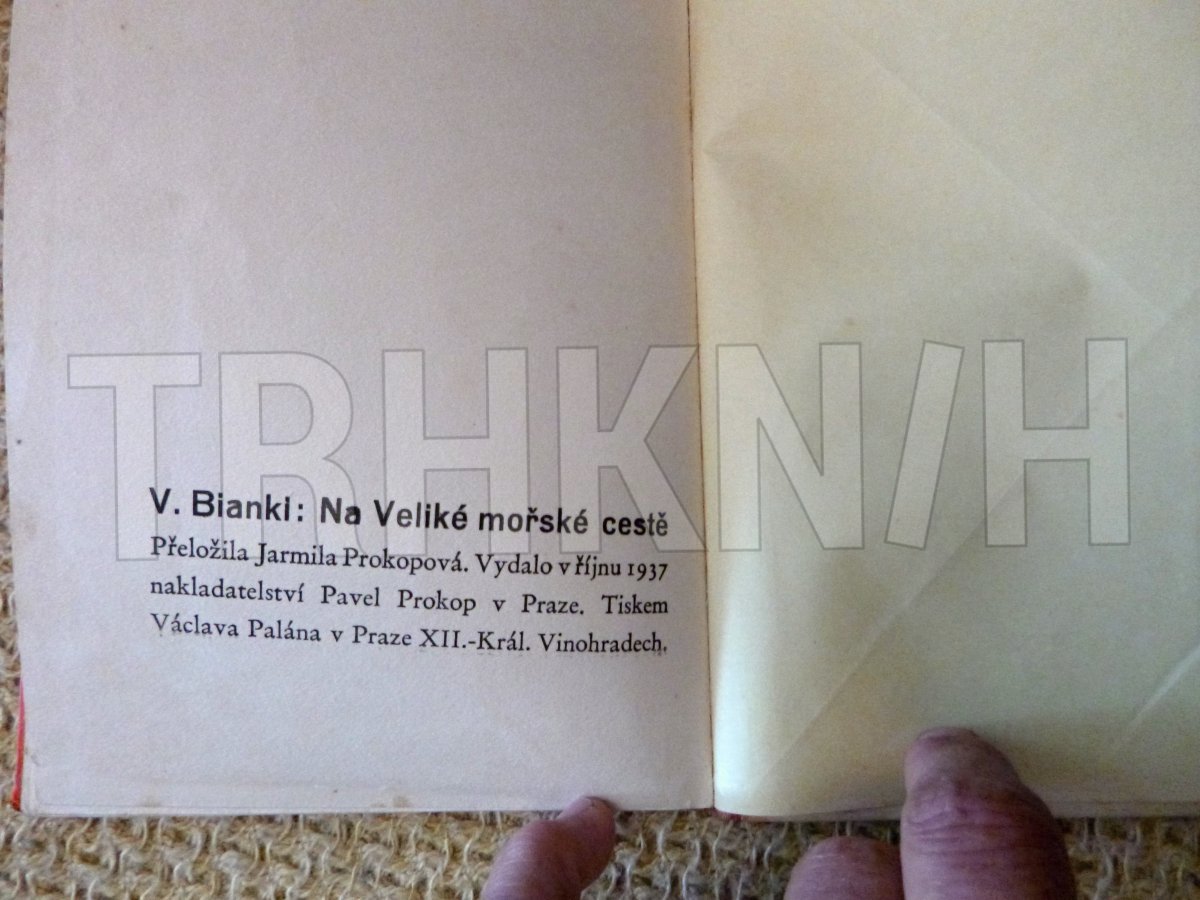 TRHKN/H
V. Bianki: Na Veliké mořské cestě
Přeložila Jarmila Prokopová. Vydalo v říjnu 1937
nakladatelství Pavel Prokop v Praze. Tiskem
Václava Palána v Praze XII.-Král. Vinohradech.